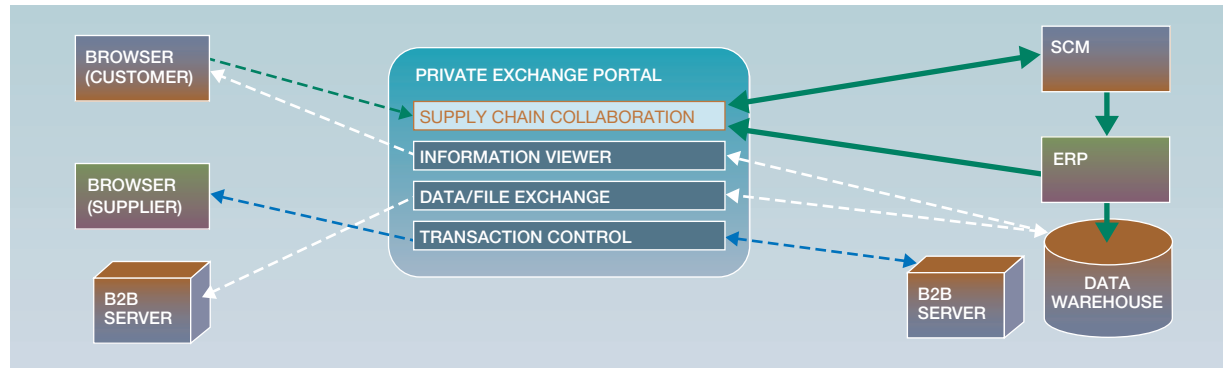 BROWSER
(CUSTOMER)
BROWSER
(SUPPLIER)
B2B
SERVER
PRIVATE EXCHANGE PORTAL
SUPPLY CHAIN COLLABORATION
INFORMATION VIEWER
DATA/FILE EXCHANGE
TRANSACTION CONTROL
SCM
ERP
B2B
SERVER
DATA
WAREHOUSE